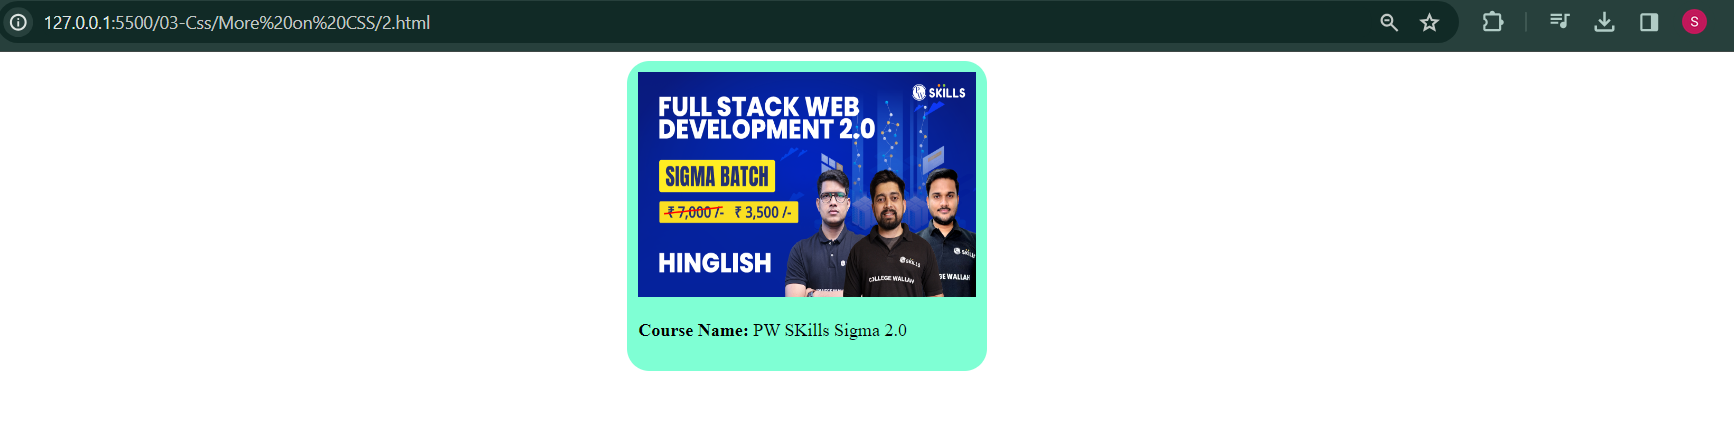 127.0.0.1:5500/03-Css/More%20on%20CSS/2.html
S
SKILLS
FULL STACK WEB
DEVELOPMENT 2.0
SIGMA BATCH
₹ 7,000 /- ₹ 3,500 /-
HINGLISH
SKILLS
COLLEGE WALLAH
GE WALLAH
Course Name: PW SKills Sigma 2.0